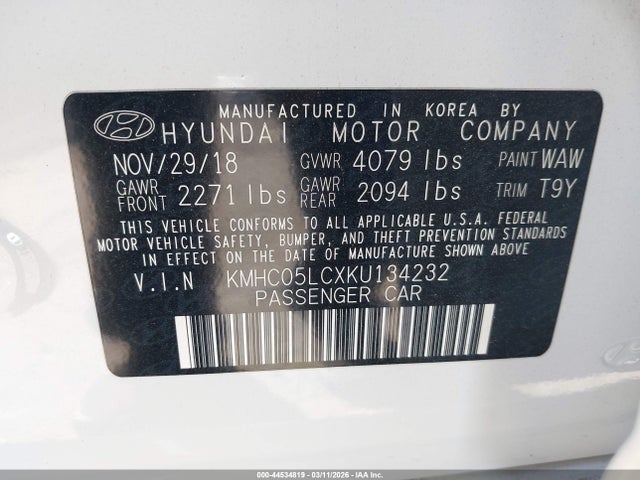 MANUFACTURED IN KOREA BY
HYUNDAI MOTOR COMPANY
NOV/29/18 GVWR 4079 lbs PAINT WAW
GAWR FRONT 2271 lbs GAWR REAR 2094 lbs TRIM T9Y
THIS VEHICLE CONFORMS TO ALL APPLICABLE U.S.A. FEDERAL
MOTOR VEHICLE SAFETY, BUMPER, AND THEFT PREVENTION STANDARDS
IN EFFECT ON THE DATE OF MANUFACTURE SHOWN ABOVE.
V.I.N KMHC05LCXKU134232
PASSENGER CAR
000-44534819 - 03/11/2026 - IAA Inc.